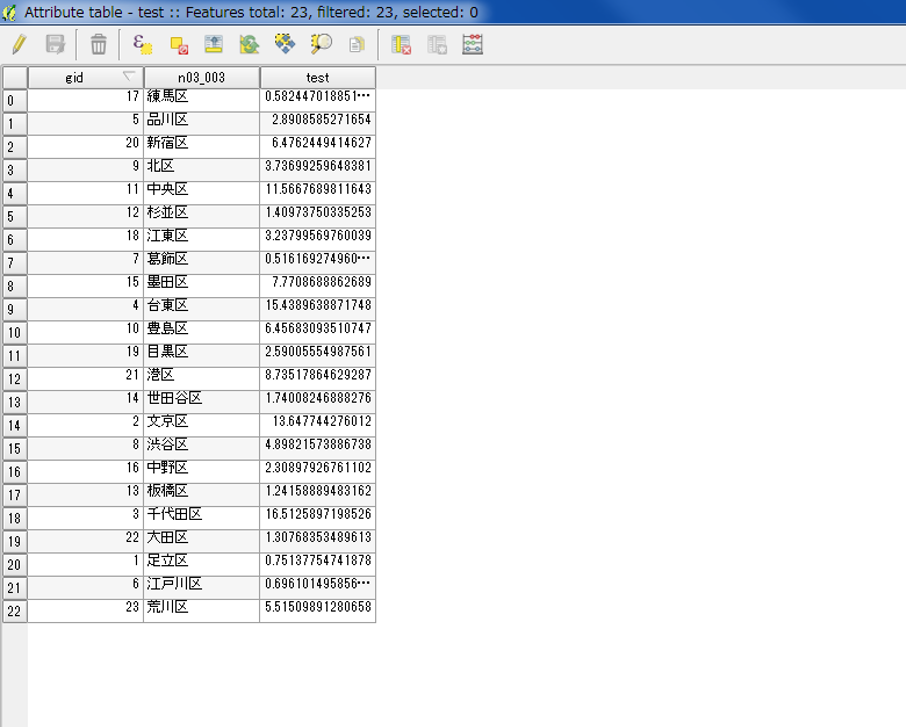 Attribute table - test :: Features total: 23, filtered: 23, selected: 0
gid n03_003 test
0 17 練馬区 0.582447018851…
1 5 品川区 2.8908585271654
2 20 新宿区 6.4762449414627
3 9 北区 3.73699259648381
4 11 中央区 11.5667689811643
5 12 杉並区 1.40973750335253
6 18 江東区 3.23799569760039
7 7 葛飾区 0.516169274960…
8 15 墨田区 7.7708688862689
9 4 台東区 15.4389638871748
10 10 豊島区 6.45683093510747
11 19 目黒区 2.59005554987561
12 21 港区 8.73517864629287
13 14 世田谷区 1.74008246888276
14 2 文京区 13.647744276012
15 8 渋谷区 4.89821573886738
16 16 中野区 2.30897926761102
17 13 板橋区 1.24158889483162
18 3 千代田区 16.5125897198526
19 22 大田区 1.30768353489613
20 1 足立区 0.75137754741878
21 6 江戸川区 0.696101495856…
22 23 荒川区 5.51509891280658